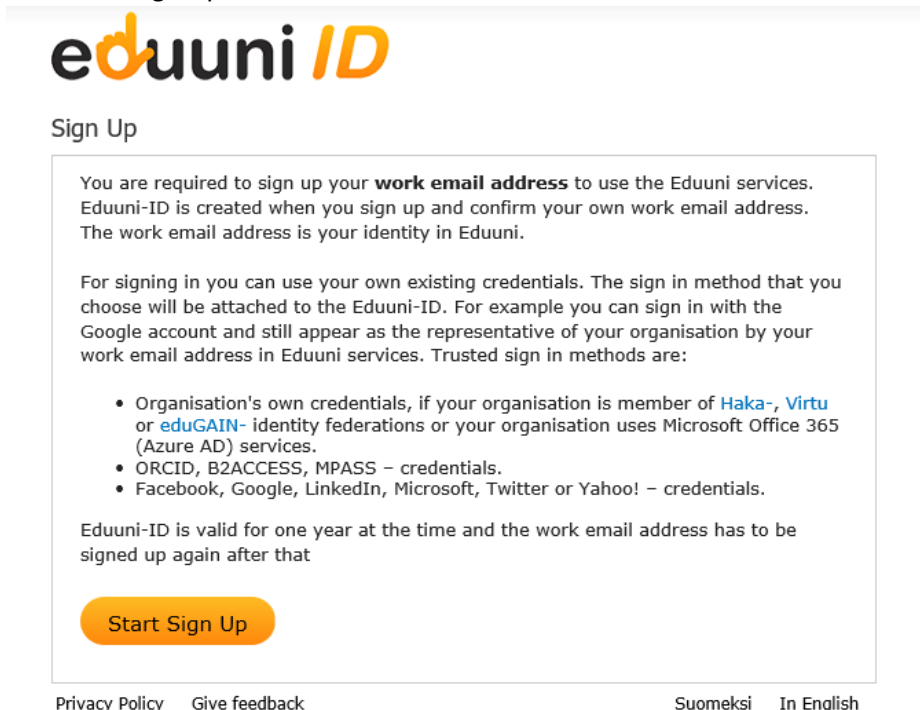 eduuni ID
Sign Up
You are required to sign up your work email address to use the Eduuni services.
Eduuni-ID is created when you sign up and confirm your own work email address.
The work email address is your identity in Eduuni.
For signing in you can use your own existing credentials. The sign in method that you
choose will be attached to the Eduuni-ID. For example you can sign in with the
Google account and still appear as the representative of your organisation by your
work email address in Eduuni services. Trusted sign in methods are:
• Organisation's own credentials, if your organisation is member of Haka-, Virtu
or eduGAIN- identity federations or your organisation uses Microsoft Office 365
(Azure AD) services.
• ORCID, B2ACCESS, MPASS – credentials.
• Facebook, Google, LinkedIn, Microsoft, Twitter or Yahoo! – credentials.
Eduuni-ID is valid for one year at the time and the work email address has to be
signed up again after that
Start Sign Up
Privacy Policy Give feedback Suomeksi In English